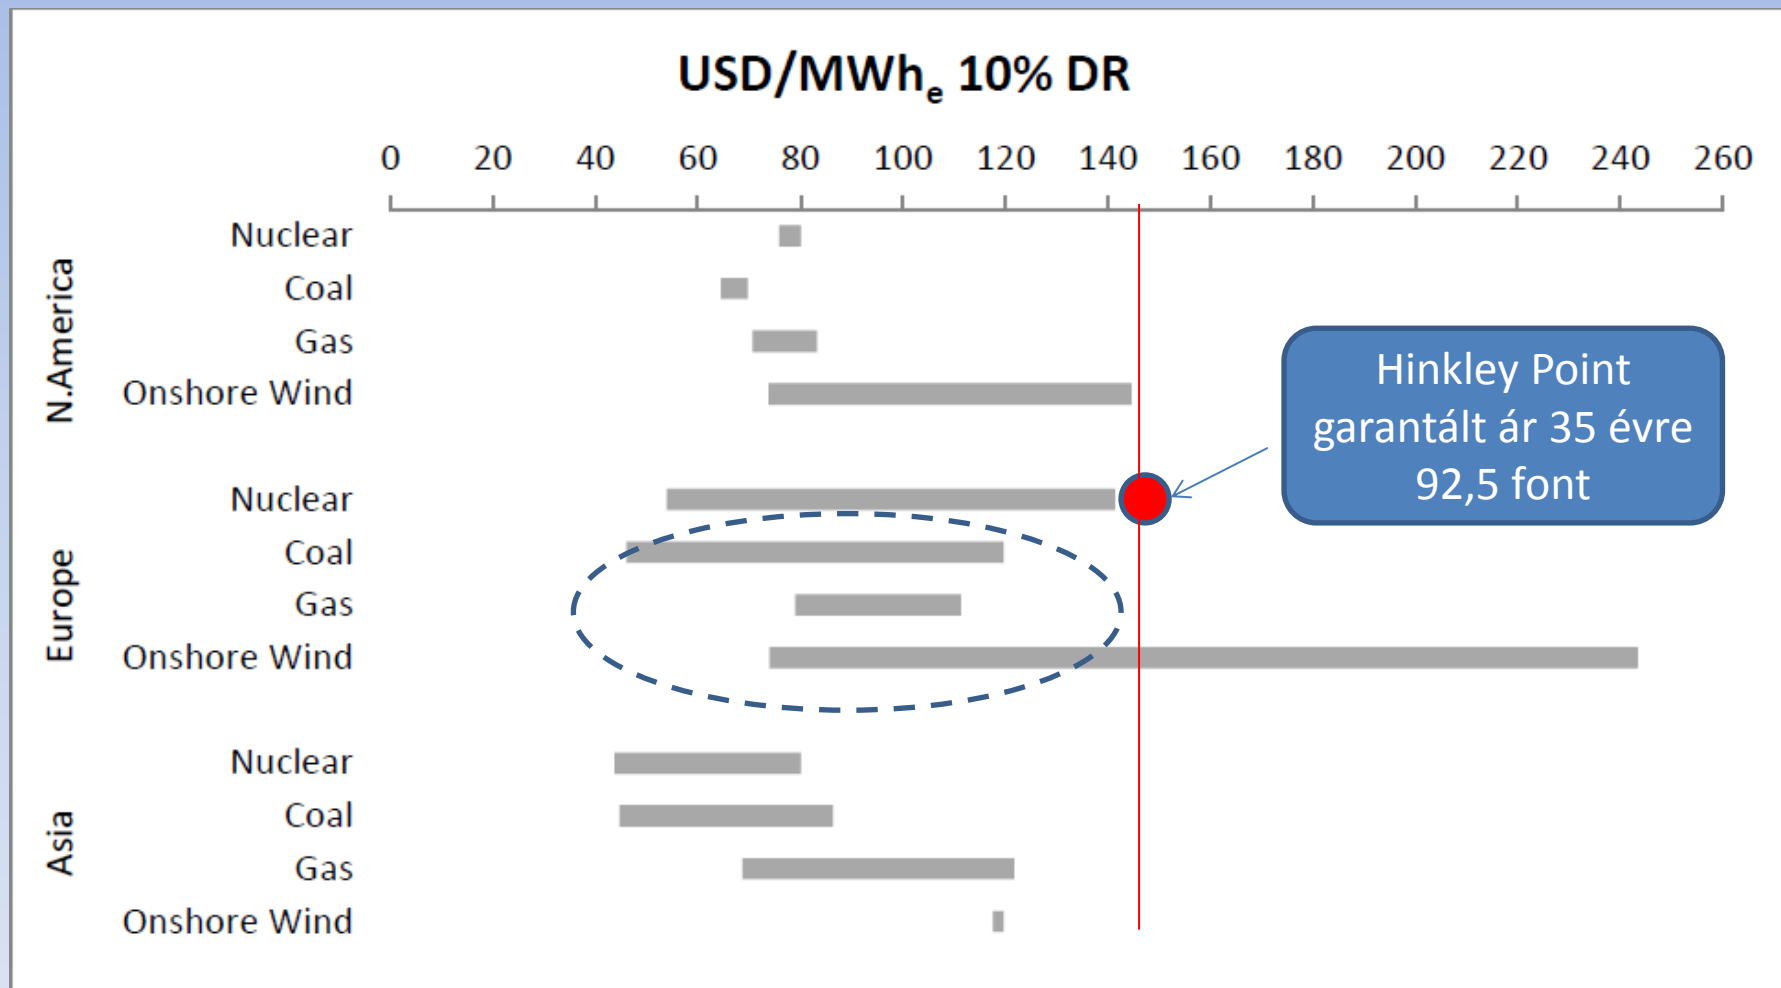 USD/MWhe 10% DR
0 20 40 60 80 100 120 140 160 180 200 220 240 260
N.America
Nuclear
Coal
Gas
Onshore Wind
Hinkley Point
garantált ár 35 évre
92,5 font
Europe
Nuclear
Coal
Gas
Onshore Wind
Asia
Nuclear
Coal
Gas
Onshore Wind